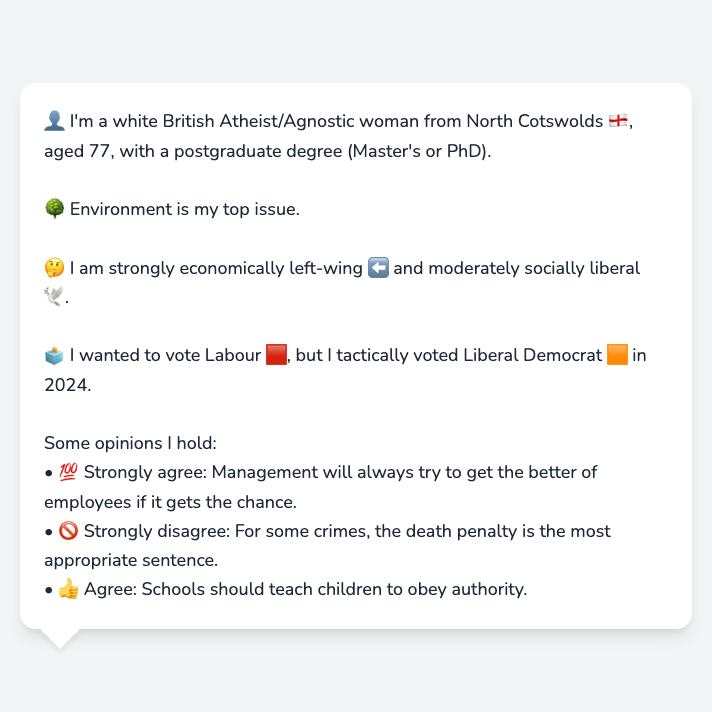 👤 I'm a white British Atheist/Agnostic woman from North Cotswolds 🏴󠁧󠁢󠁥󠁮󠁧󠁿,
aged 77, with a postgraduate degree (Master's or PhD).
🌳 Environment is my top issue.
🤔 I am strongly economically left-wing ⬅️ and moderately socially liberal
🕊️.
🗳️ I wanted to vote Labour 🟥, but I tactically voted Liberal Democrat 🟧 in
2024.
Some opinions I hold:
• 💯 Strongly agree: Management will always try to get the better of
employees if it gets the chance.
• 🚫 Strongly disagree: For some crimes, the death penalty is the most
appropriate sentence.
• 👍 Agree: Schools should teach children to obey authority.